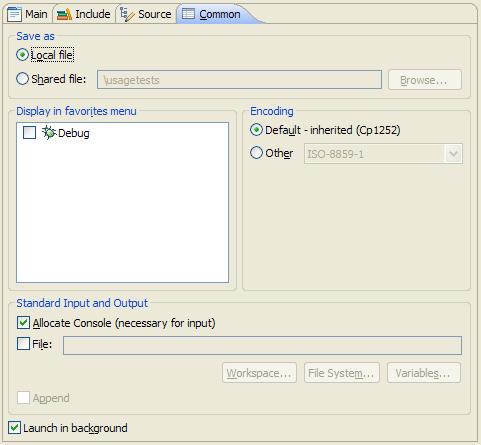 Main Include Source Common
Save as
Local file
Shared file: \usagetests Browse...
Display in favorites menu
Debug
Encoding
Default - inherited (Cp1252)
Other ISO-8859-1
Standard Input and Output
Allocate Console (necessary for input)
File:
Workspace... File System... Variables...
Append
Launch in background